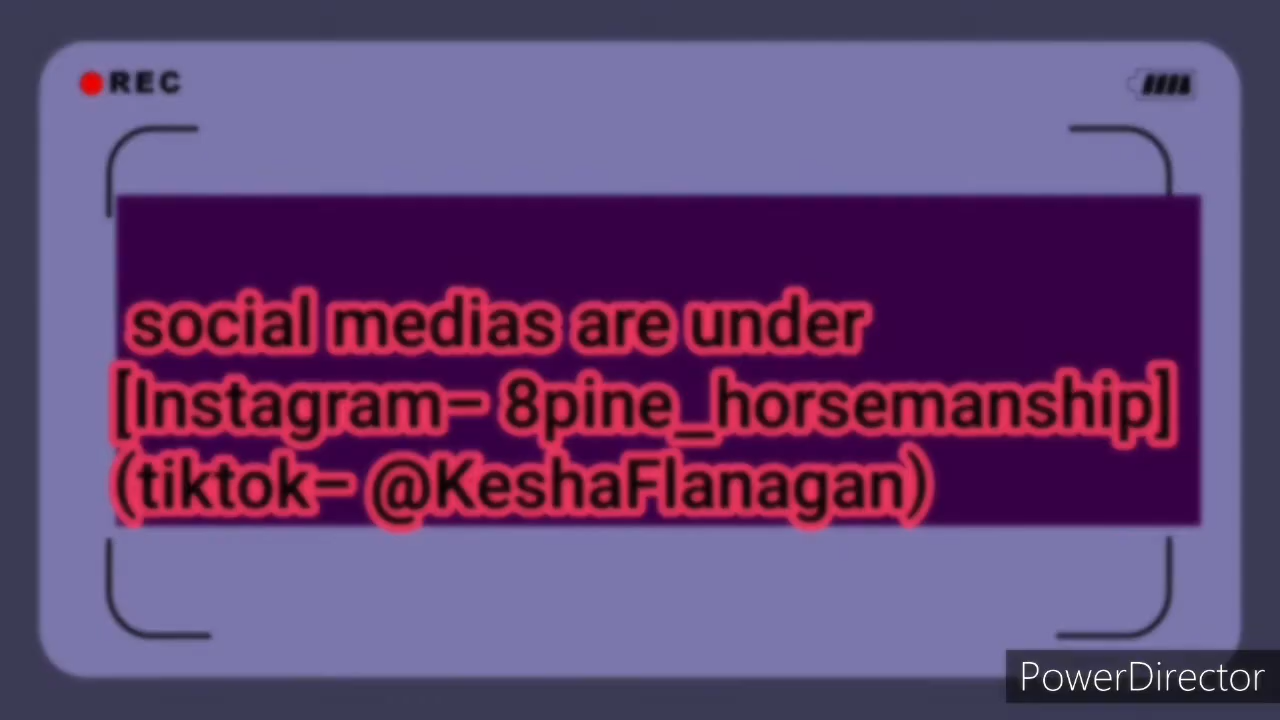 REC
social medias are under
[Instagram– 8pine_horsemanship]
(tiktok– @KeshaFlanagan)
PowerDirector